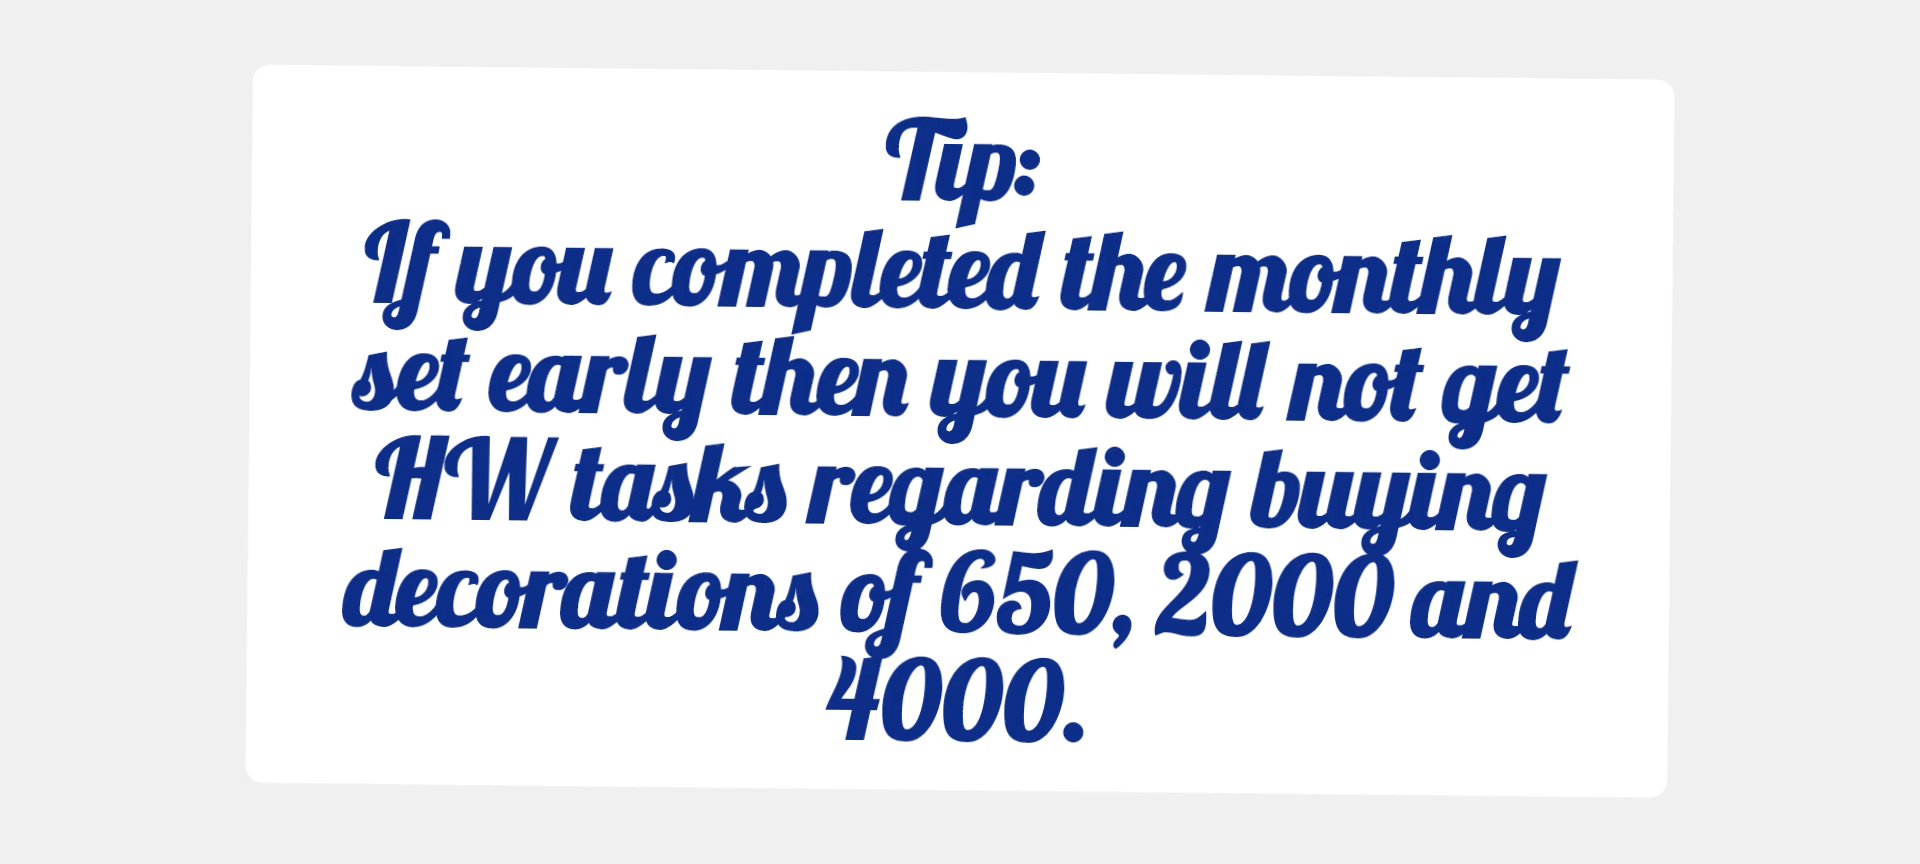 Tip:
If you completed the monthly
set early then you will not get
HW tasks regarding buying
decorations of 650, 2000 and
4000.